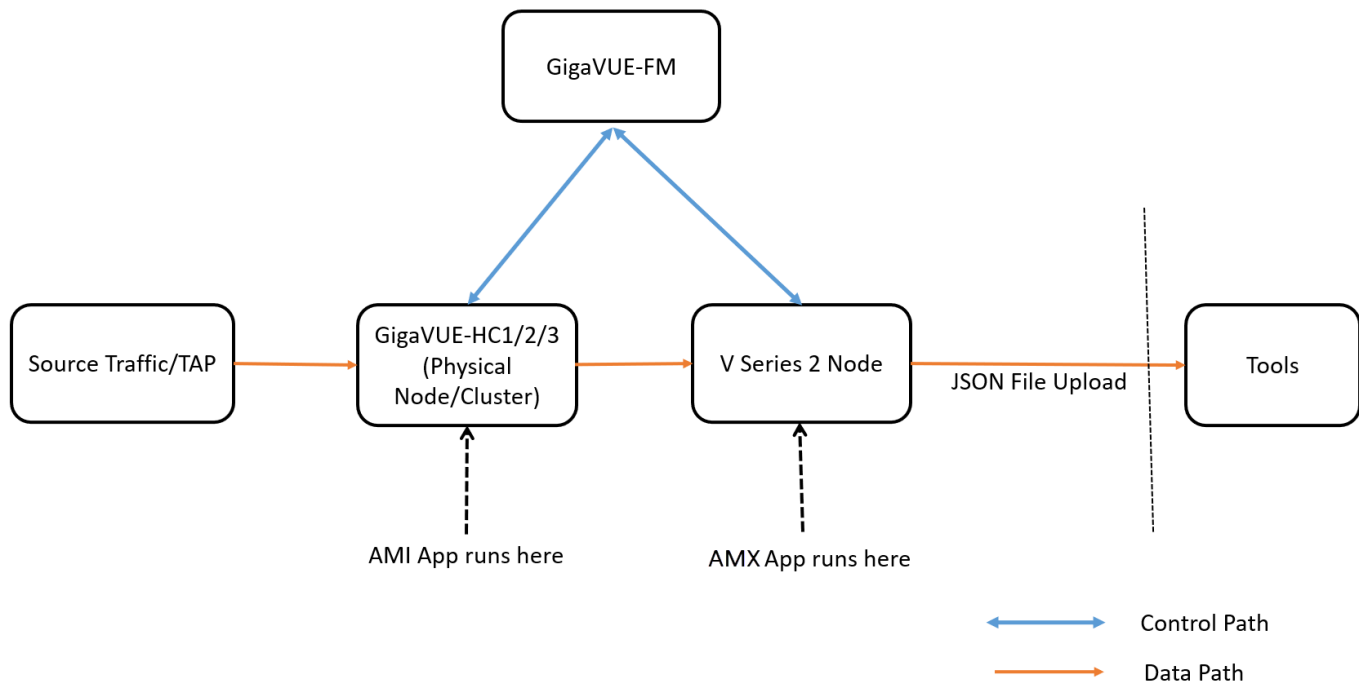 GigaVUE-FM
Source Traffic/TAP
GigaVUE-HC1/2/3
(Physical
Node/Cluster)
V Series 2 Node
JSON File Upload
Tools
AMI App runs here
AMX App runs here
Control Path
Data Path